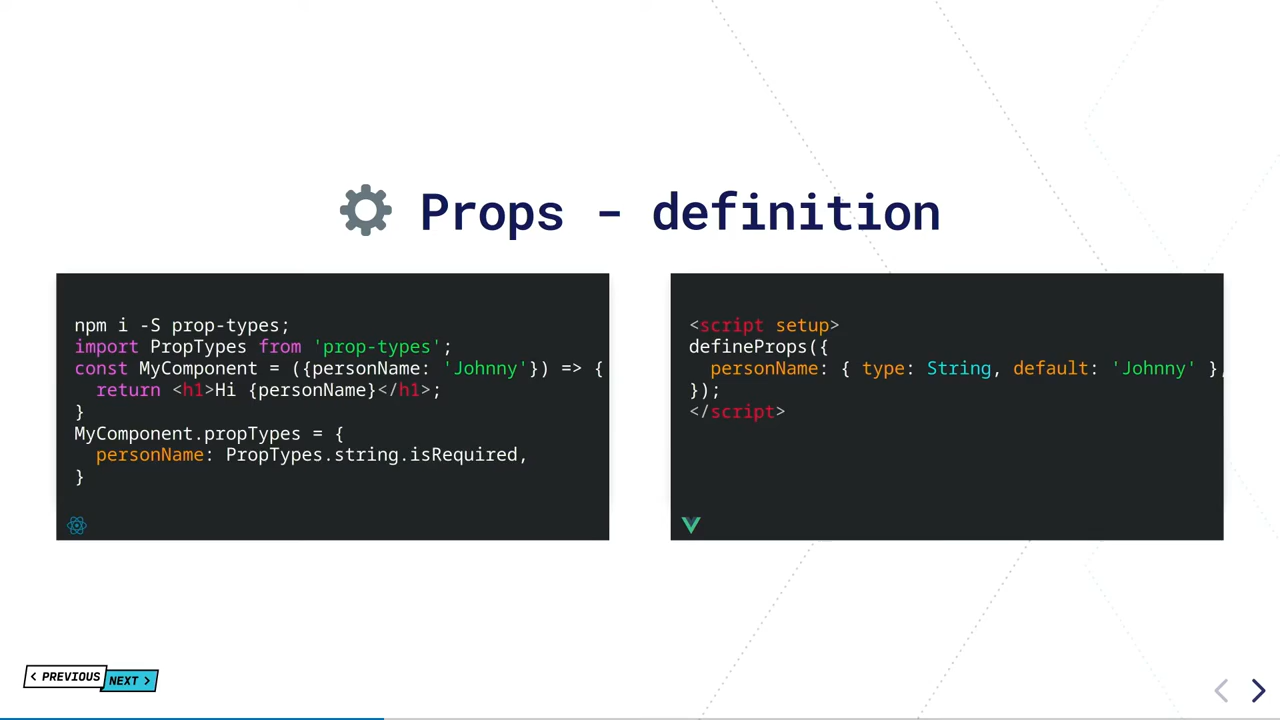 Props - definition
npm i -S prop-types;
import PropTypes from 'prop-types';
const MyComponent = ({personName: 'Johnny'}) => {
  return <h1>Hi {personName}</h1>;
}
MyComponent.propTypes = {
  personName: PropTypes.string.isRequired,
}
<script setup>
defineProps({
  personName: { type: String, default: 'Johnny' },
});
</script>
< PREVIOUS
NEXT >